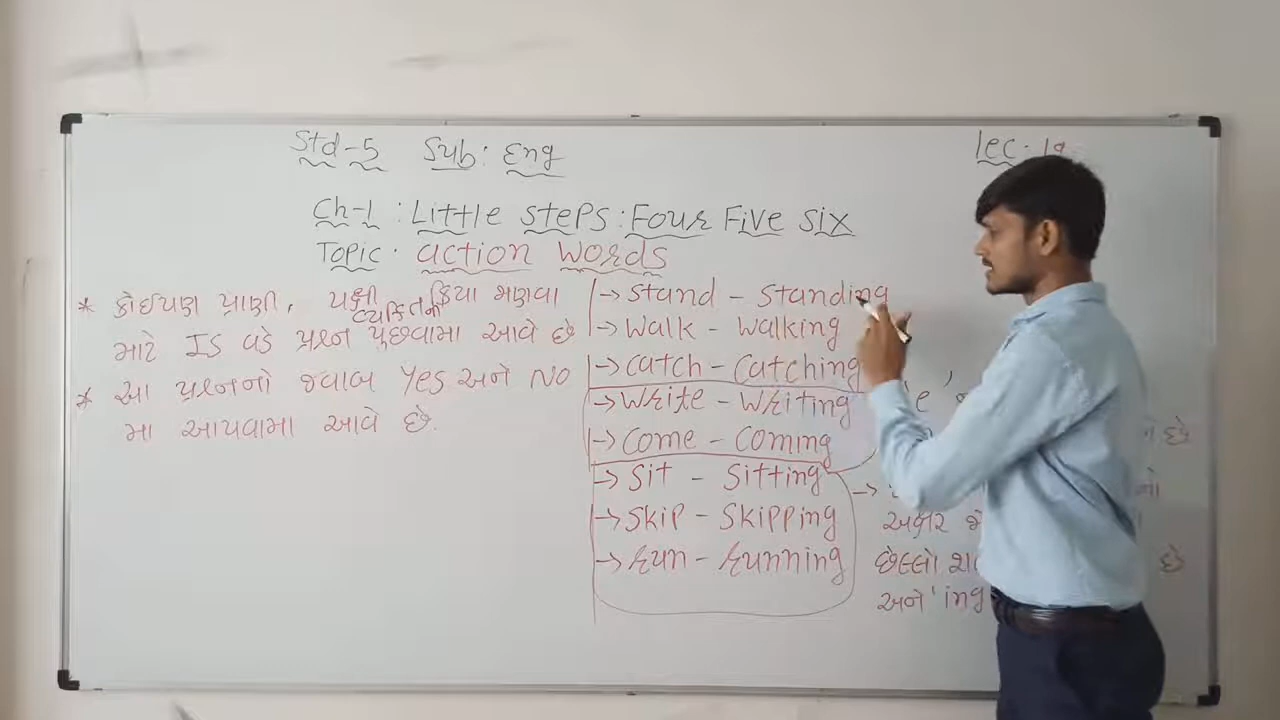 Std-5 Sub: Eng
Lec. 19
Ch-1 : Little steps: Four Five six
Topic: action words
* કોઈપણ પ્રાણી, પક્ષી વ્યક્તિની ક્રિયા જાણવા
માટે IS વડે પ્રશ્ન પૂછવામાં આવે છે
* આ પ્રશ્નનો જવાબ Yes અને NO
મા આપવામા આવે છે.
→ stand - standing
→ walk - walking
→ catch - catching
→ write - writing
→ come - coming
→ sit - sitting
→ skip - skipping
→ run - running
'e'
છે
→
અક્ષર
છેલ્લો
છે
અને 'ing